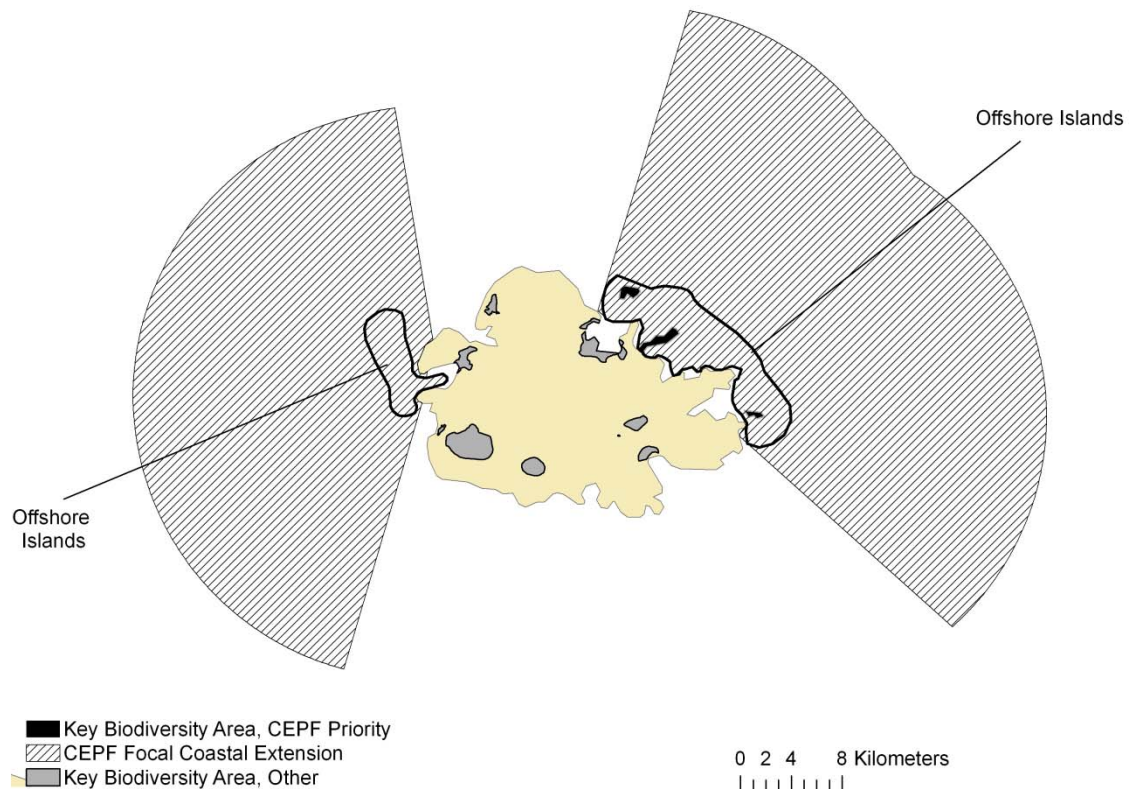 Offshore Islands
Offshore
Islands
Key Biodiversity Area, CEPF Priority
CEPF Focal Coastal Extension
Key Biodiversity Area, Other
0 2 4 8 Kilometers